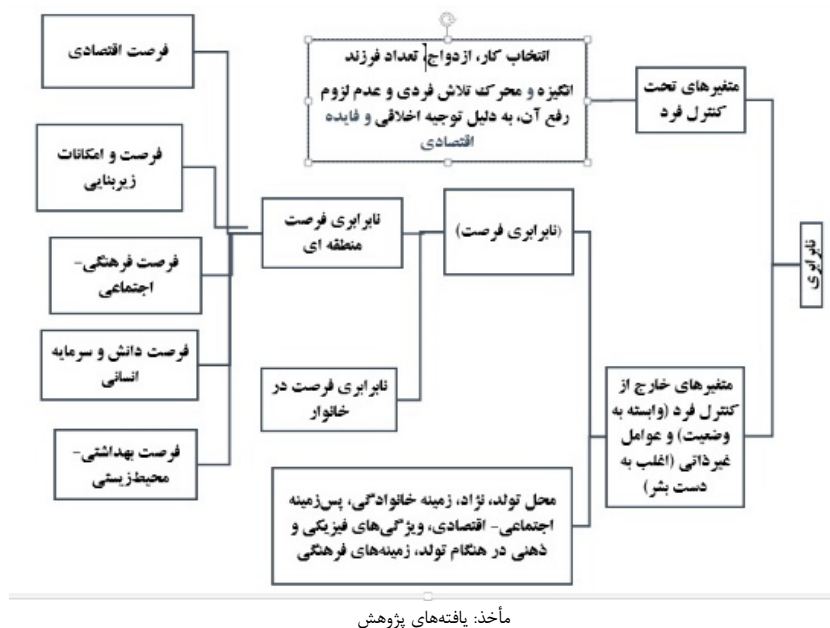 نابرابری
متغیرهای تحت
کنترل فرد
انتخاب کار، ازدواج، تعداد فرزند
انگیزه و محرک تلاش فردی و عدم لزوم
رفع آن، به دلیل توجیه اخلاقی و فایده
اقتصادی
متغیرهای خارج از
کنترل فرد (وابسته به
وضعیت) و عوامل
غیرذاتی (اغلب به
دست بشر)
(نابرابری فرصت)
محل تولد، نژاد، زمینه خانوادگی، پس‌زمینه
اجتماعی- اقتصادی، ویژگی‌های فیزیکی و
ذهنی در هنگام تولد، زمینه‌های فرهنگی
نابرابری فرصت
منطقه ای
نابرابری فرصت در
خانوار
فرصت اقتصادی
فرصت و امکانات
زیربنایی
فرصت فرهنگی-
اجتماعی
فرصت دانش و سرمایه
انسانی
فرصت بهداشتی-
محیط‌زیستی
مأخذ: یافته‌های پژوهش